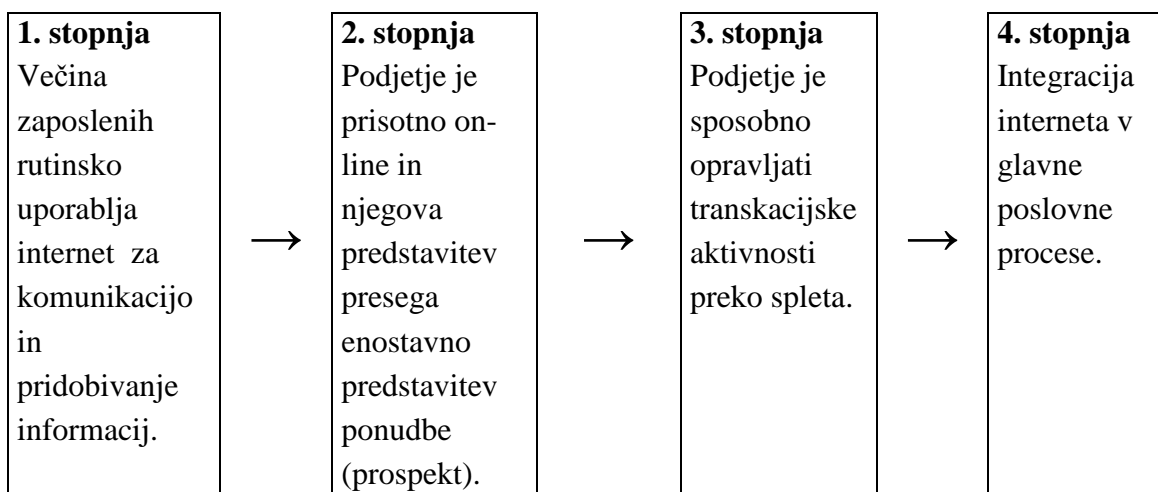 1. stopnja
Večina
zaposlenih
rutinsko
uporablja
internet za
komunikacijo
in
pridobivanje
informacij.
→
2. stopnja
Podjetje je
prisotno on-
line in
njegova
predstavitev
presega
enostavno
predstavitev
ponudbe
(prospekt).
→
3. stopnja
Podjetje je
sposobno
opravljati
transkacijske
aktivnosti
preko spleta.
→
4. stopnja
Integracija
interneta v
glavne
poslovne
procese.